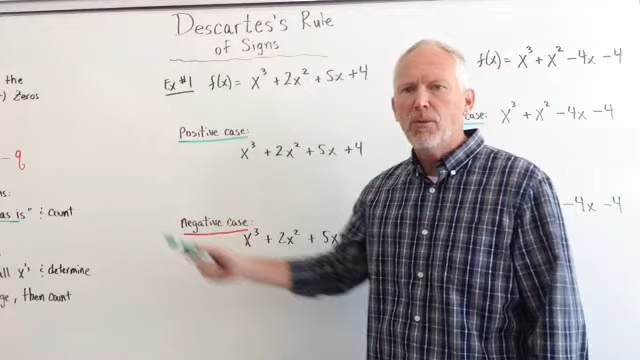 Descartes's Rule
of Signs
the
-) Zeros
- q
ns:
as is" & count
all x's & determine
ge, then count
Ex #1 f(x) = x³ + 2x² + 5x + 4
Positive case:
x³ + 2x² + 5x + 4
Negative case:
x³ + 2x² + 5x
f(x) = x³ + x² - 4x - 4
case: x³ + x² - 4x - 4
- 4x - 4